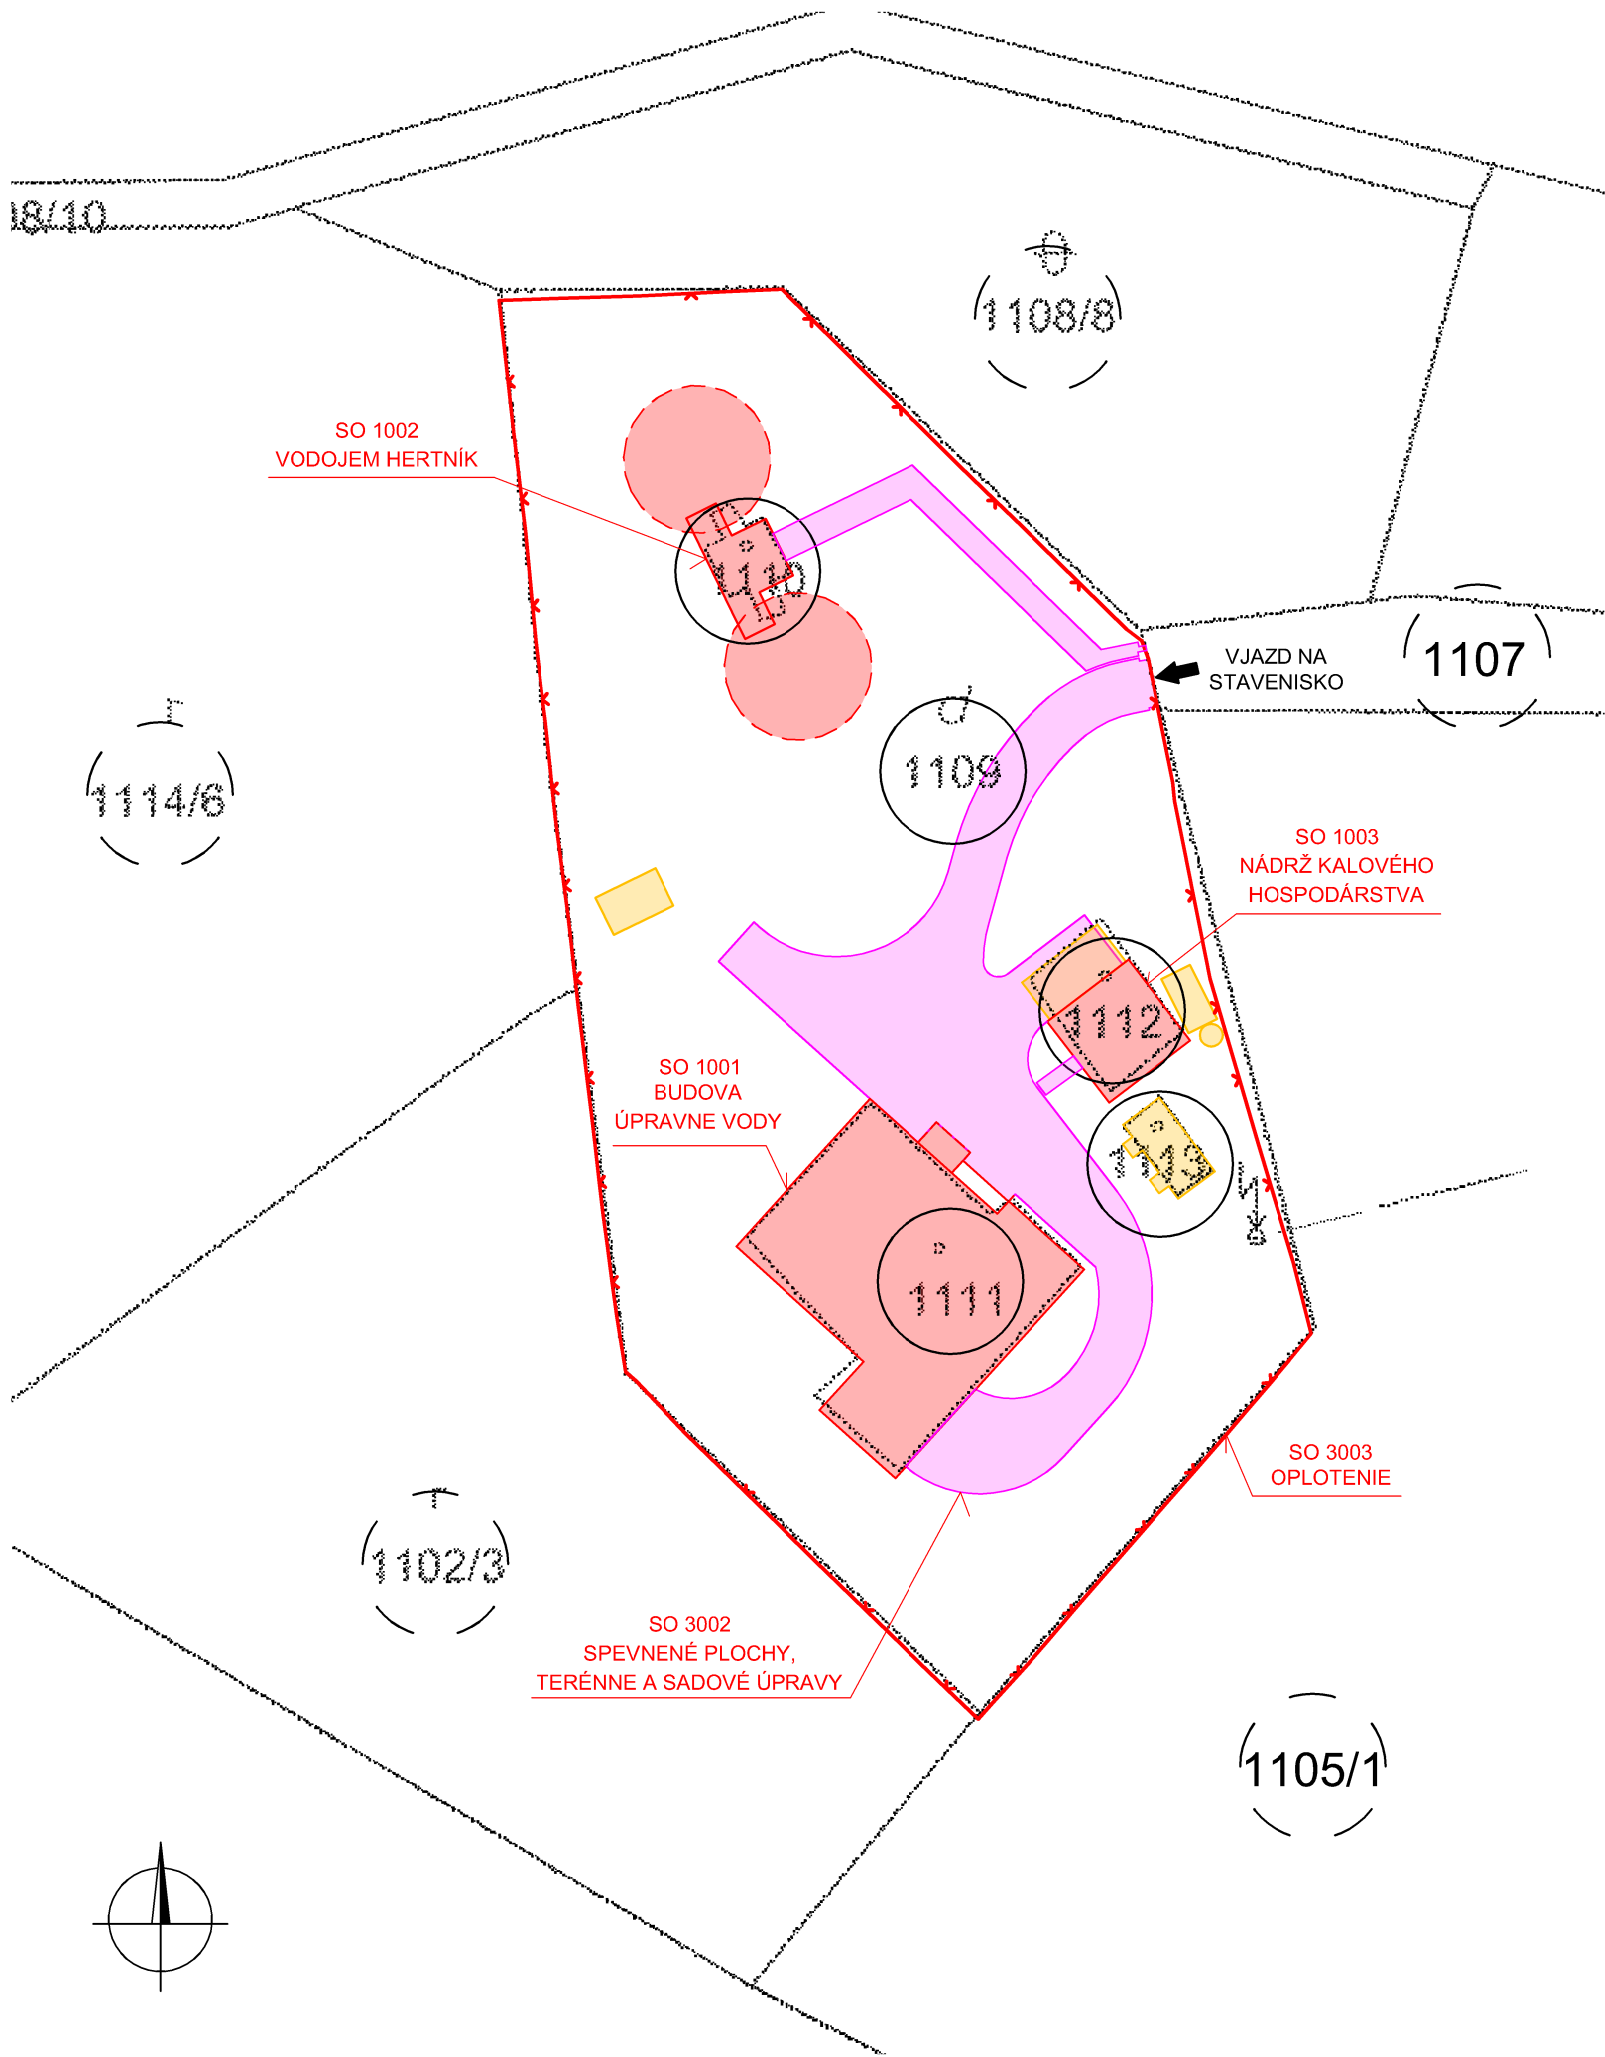 8/10
1108/8
SO 1002
VODOJEM HERTNÍK
1110
VJAZD NA
STAVENISKO
1107
1109
1114/6
SO 1003
NÁDRŽ KALOVÉHO
HOSPODÁRSTVA
1112
SO 1001
BUDOVA
ÚPRAVNE VODY
1113
1111
SO 3003
OPLOTENIE
1102/3
SO 3002
SPEVNENÉ PLOCHY,
TERÉNNE A SADOVÉ ÚPRAVY
1105/1